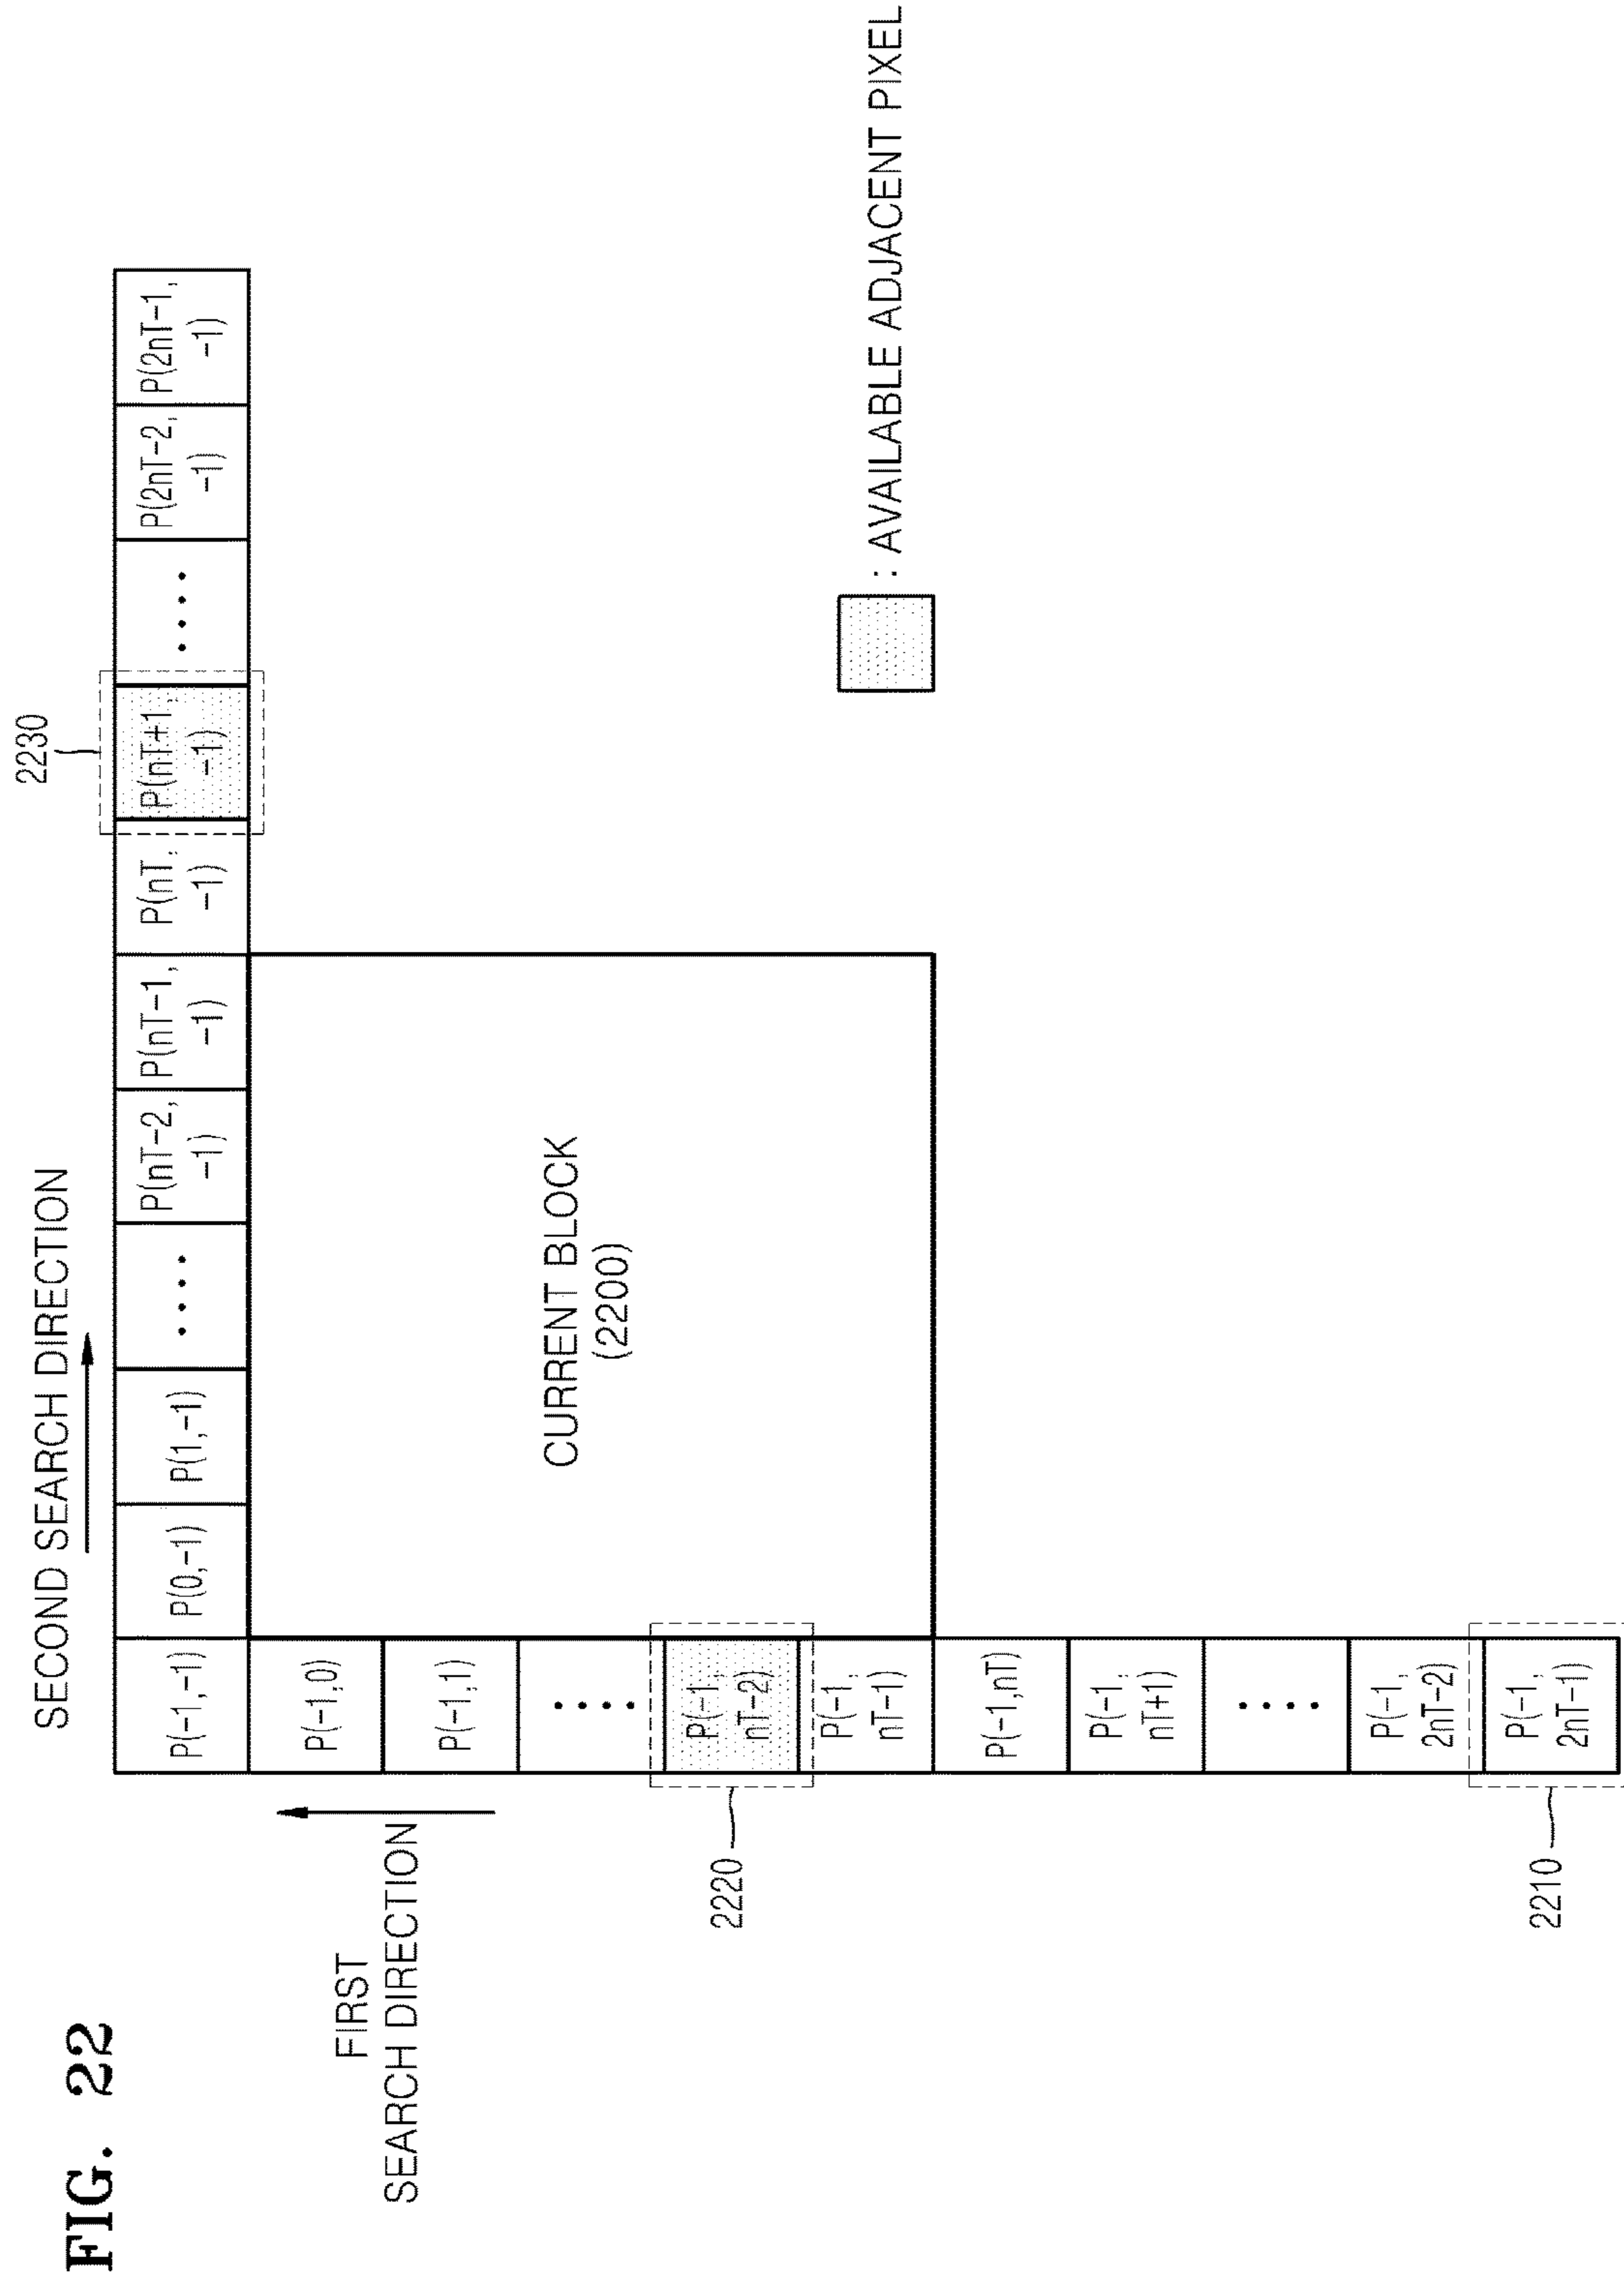 FIG. 22
SECOND SEARCH DIRECTION
2230
P(-1,-1)
P(0,-1)
P(1,-1)
....
P(nT-2,
-1)
P(nT-1,
-1)
P(nT,
-1)
P(nT+1,
-1)
....
P(2nT-2,
-1)
P(2nT-1,
-1)
FIRST
SEARCH DIRECTION
P(-1,0)
P(-1,1)
....
2220
P(-1,
nT-2)
P(-1,
nT-1)
P(-1,nT)
P(-1,
nT+1)
....
P(-1,
2nT-2)
2210
P(-1,
2nT-1)
CURRENT BLOCK
(2200)
: AVAILABLE ADJACENT PIXEL